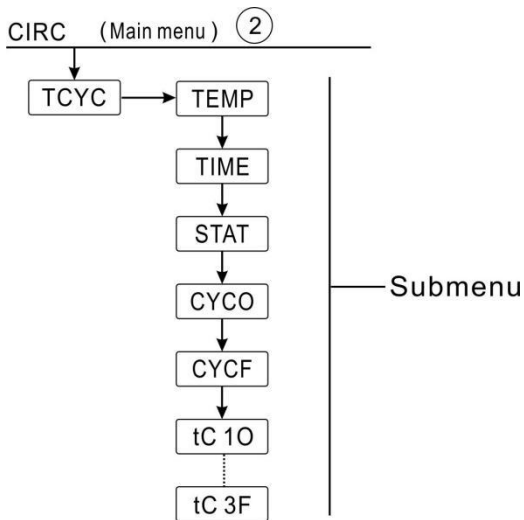 CIRC (Main menu) 2
TCYC TEMP
TIME
STAT
CYCO
Submenu
CYCF
tC 1O
tC 3F